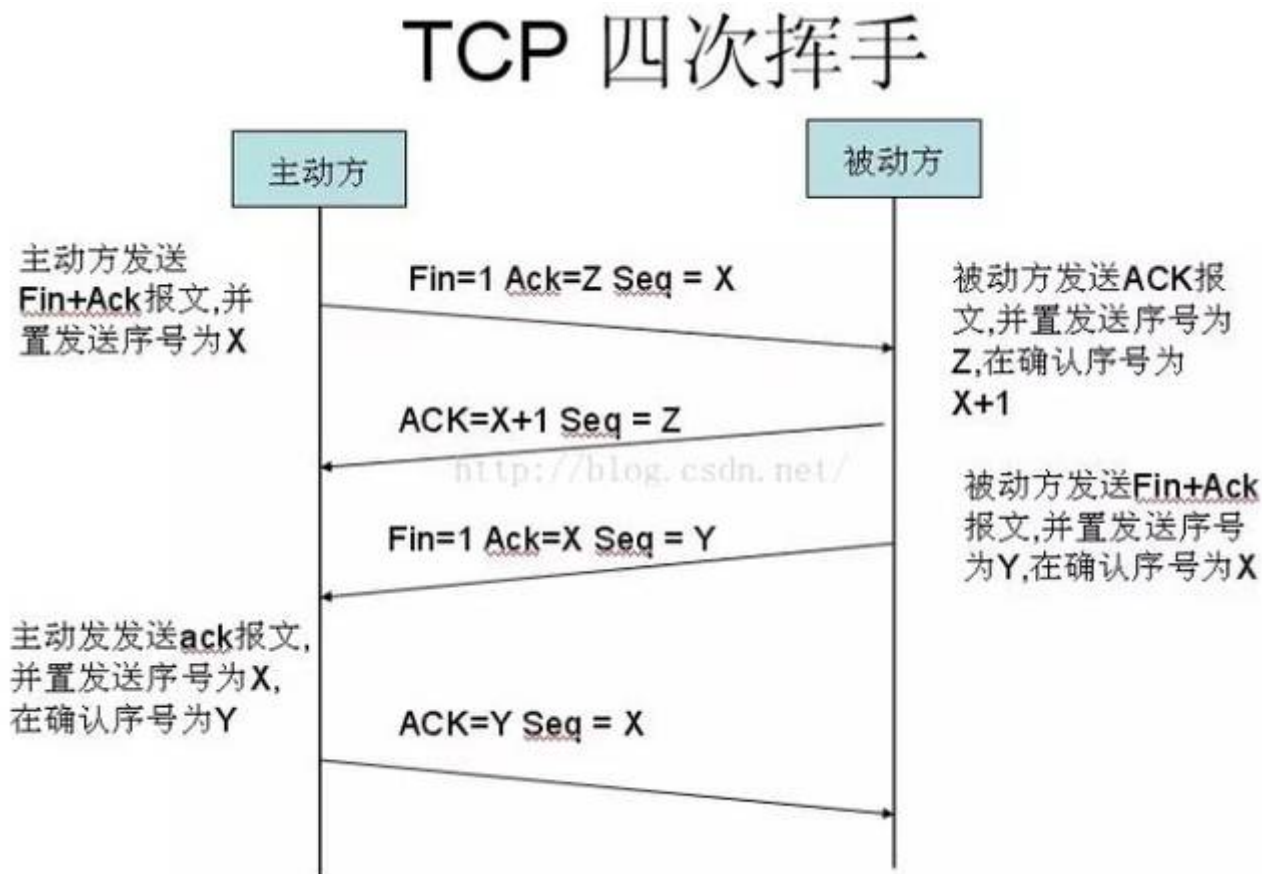 TCP 四次挥手
主动方
被动方
主动方发送
Fin+Ack报文,并
置发送序号为X
Fin=1 Ack=Z Seq = X
被动方发送ACK报
文,并置发送序号为
Z,在确认序号为
X+1
ACK=X+1 Seq = Z
http://blog.csdn.net/
被动方发送Fin+Ack
报文,并置发送序号
为Y,在确认序号为X
Fin=1 Ack=X Seq = Y
主动发发送ack报文,
并置发送序号为X,
在确认序号为Y
ACK=Y Seq = X